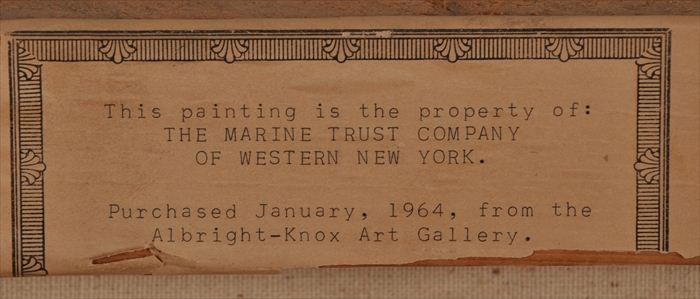 This painting is the property of:
THE MARINE TRUST COMPANY
OF WESTERN NEW YORK.
Purchased January, 1964, from the
Albright-Knox Art Gallery.